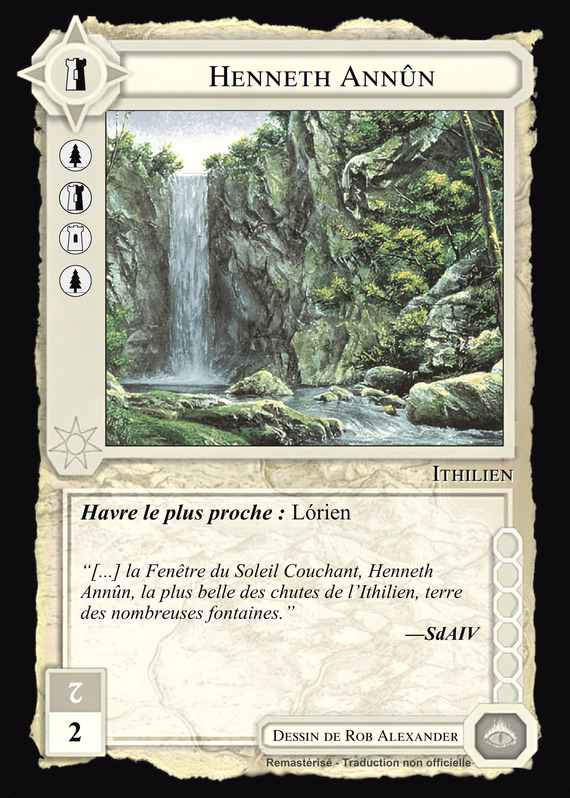 Henneth Annûn
Ithilien
Havre le plus proche : Lórien
“[...] la Fenêtre du Soleil Couchant, Henneth
Annûn, la plus belle des chutes de l’Ithilien, terre
des nombreuses fontaines.”
—SdAIV
2
2
Dessin de Rob Alexander
Remastérisé - Traduction non officielle